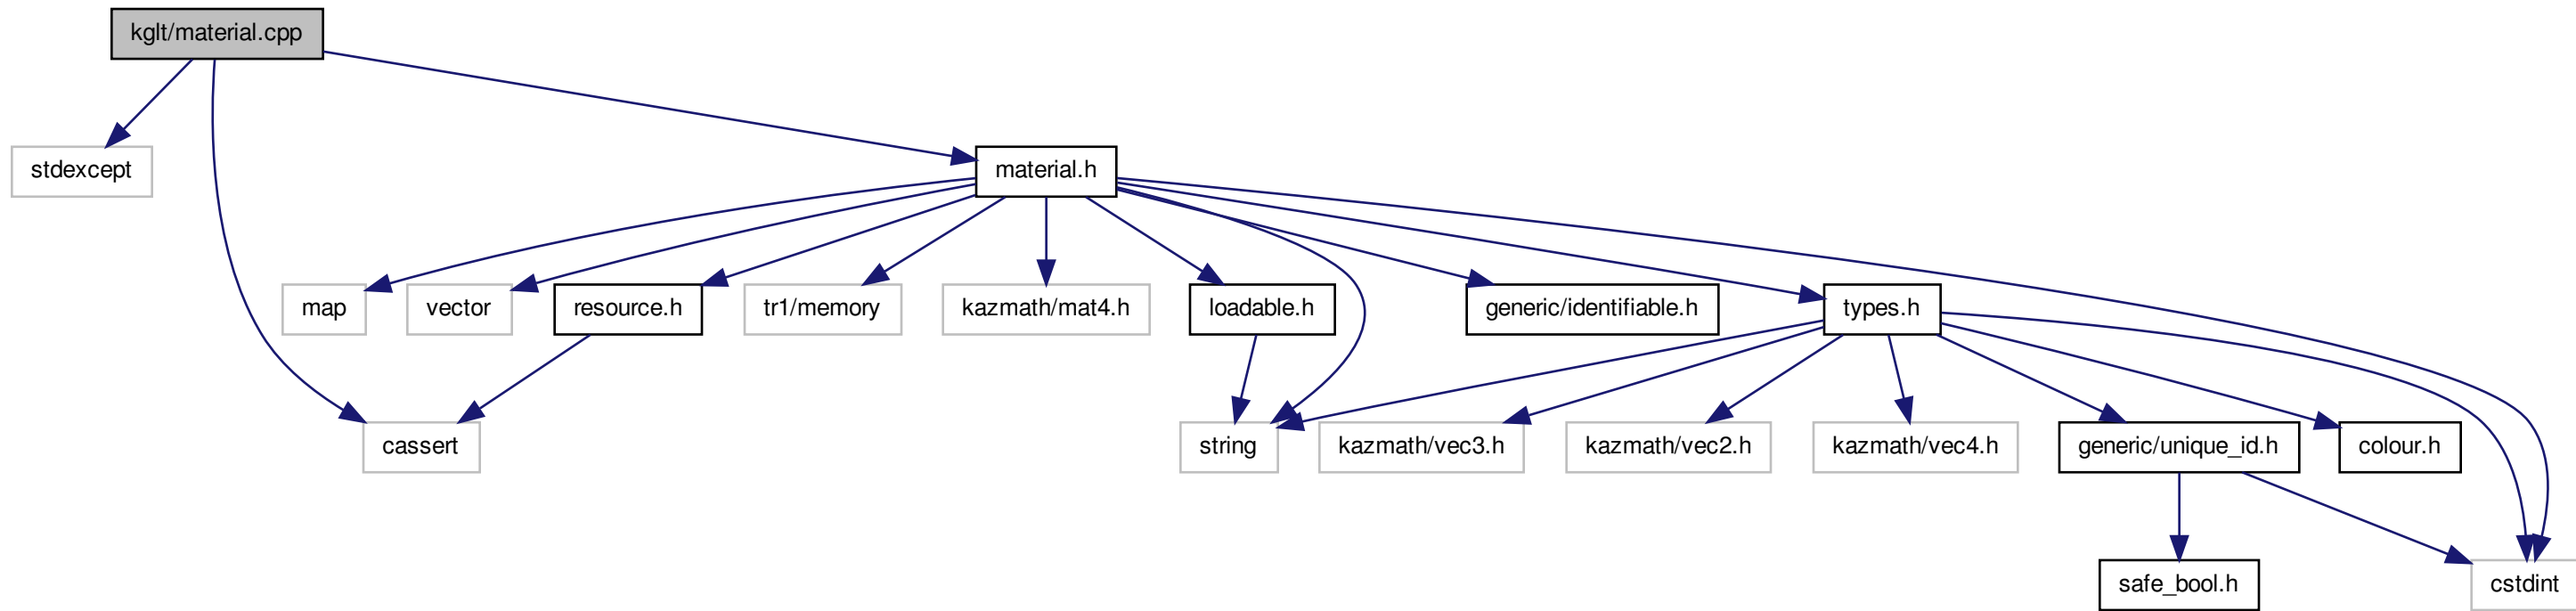 kglt/material.cpp
stdexcept
material.h
map
vector
resource.h
tr1/memory
kazmath/mat4.h
loadable.h
generic/identifiable.h
types.h
cassert
string
kazmath/vec3.h
kazmath/vec2.h
kazmath/vec4.h
generic/unique_id.h
colour.h
safe_bool.h
cstdint